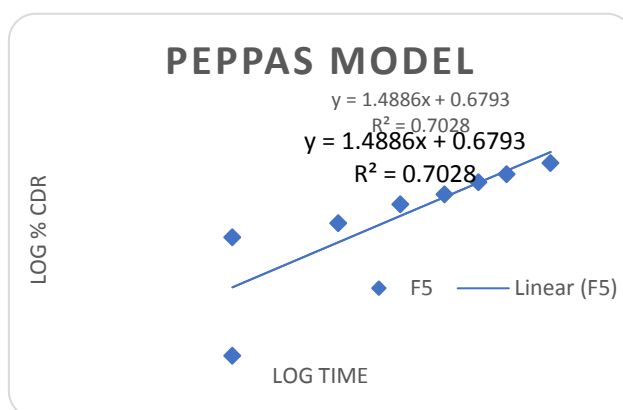 PEPPAS MODEL
y = 1.4886x + 0.6793
R² = 0.7028
y = 1.4886x + 0.6793
R² = 0.7028
LOG % CDR
F5
Linear (F5)
LOG TIME